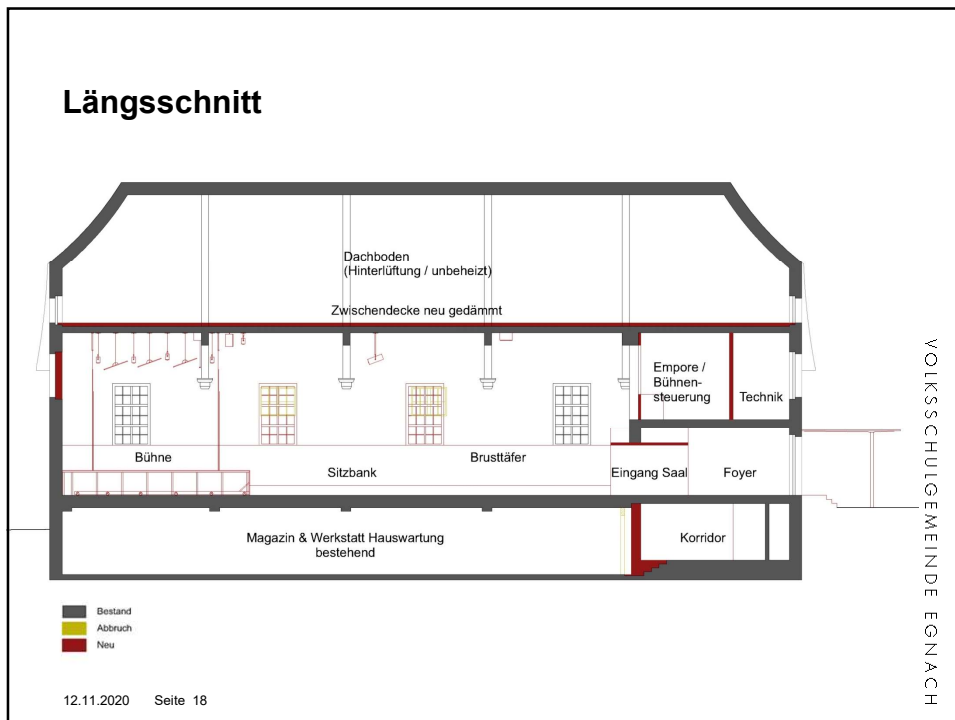 Längsschnitt
Dachboden
(Hinterlüftung / unbeheizt)
Zwischendecke neu gedämmt
Empore /
Bühnen-
steuerung
Technik
Bühne
Sitzbank
Brusttäfer
Eingang Saal
Foyer
Magazin & Werkstatt Hauswartung
bestehend
Korridor
Bestand
Abbruch
Neu
12.11.2020 Seite 18
VOLKSSCHULGEMEINDE EGNACH